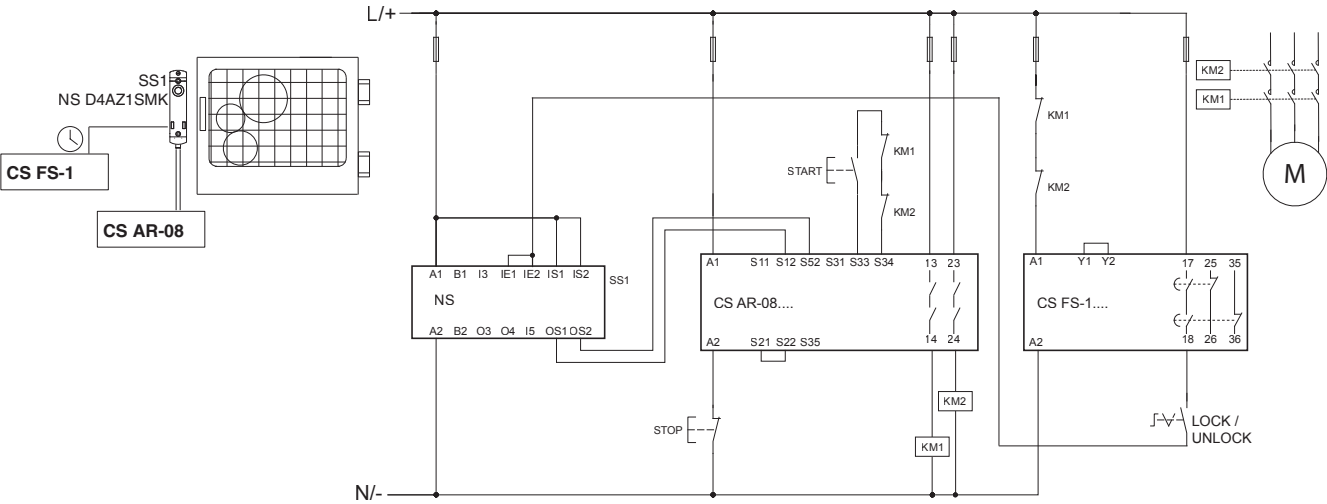 L/+
SS1
NS D4AZ1SMK
CS FS-1
CS AR-08
KM2
KM1
M
KM1
KM2
START
KM1
KM2
A1 B1 I3 IE1 IE2 IS1 IS2
SS1
NS
A2 B2 O3 O4 I5 OS1 OS2
A1 S11 S12 S52 S31 S33 S34 13 23
CS AR-08....
A2 S21 S22 S35 14 24
A1 Y1 Y2 17 25 35
CS FS-1....
A2 18 26 36
STOP
KM2
KM1
LOCK /
UNLOCK
N/-